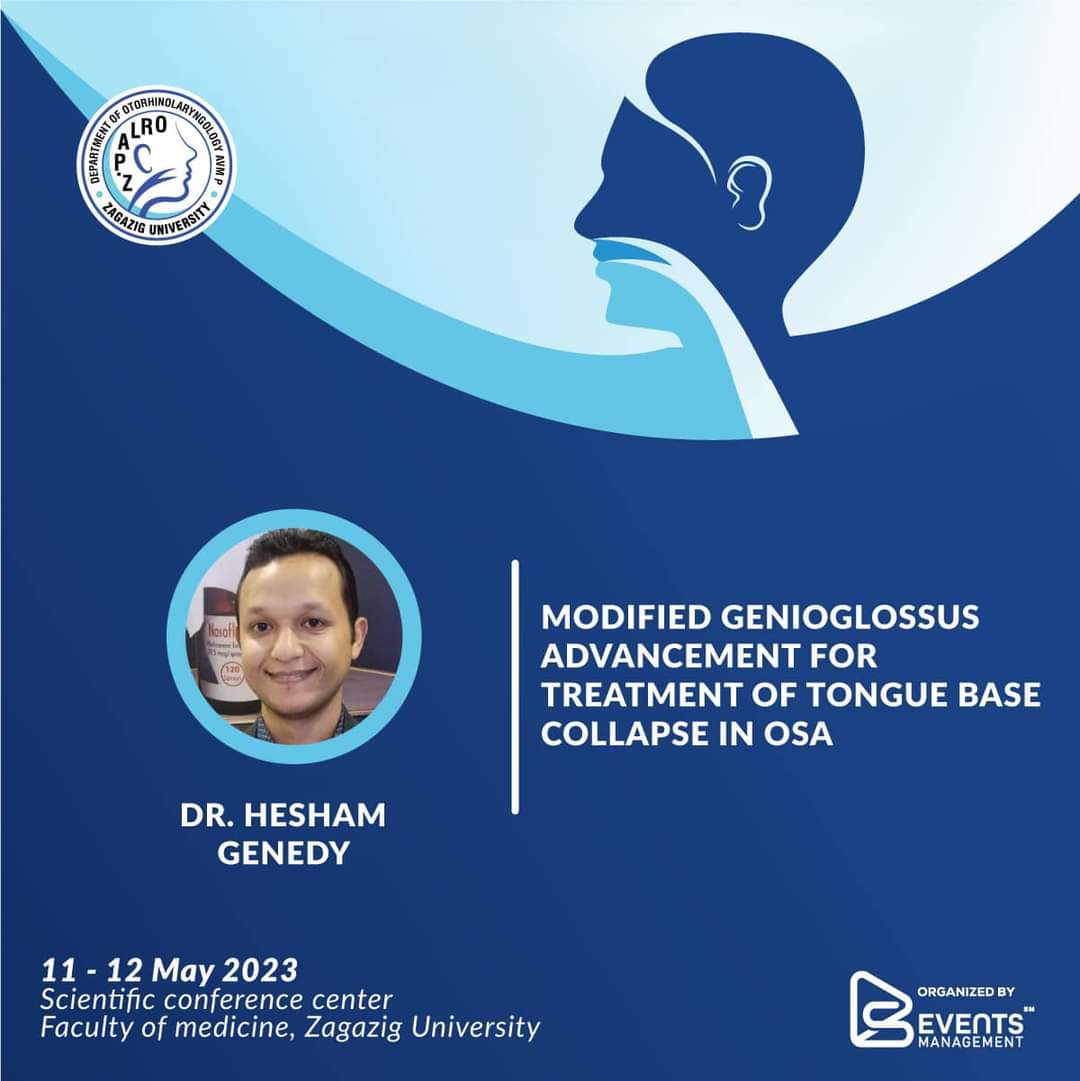 DEPARTMENT OF OTORHINOLARYNGOLOGY AVM P
ALRO
P.Z
ZAGAZIG UNIVERSITY
120
MODIFIED GENIOGLOSSUS
ADVANCEMENT FOR
TREATMENT OF TONGUE BASE
COLLAPSE IN OSA
DR. HESHAM
GENEDY
11 - 12 May 2023
Scientific conference center
Faculty of medicine, Zagazig University
ORGANIZED BY
EVENTS
MANAGEMENT